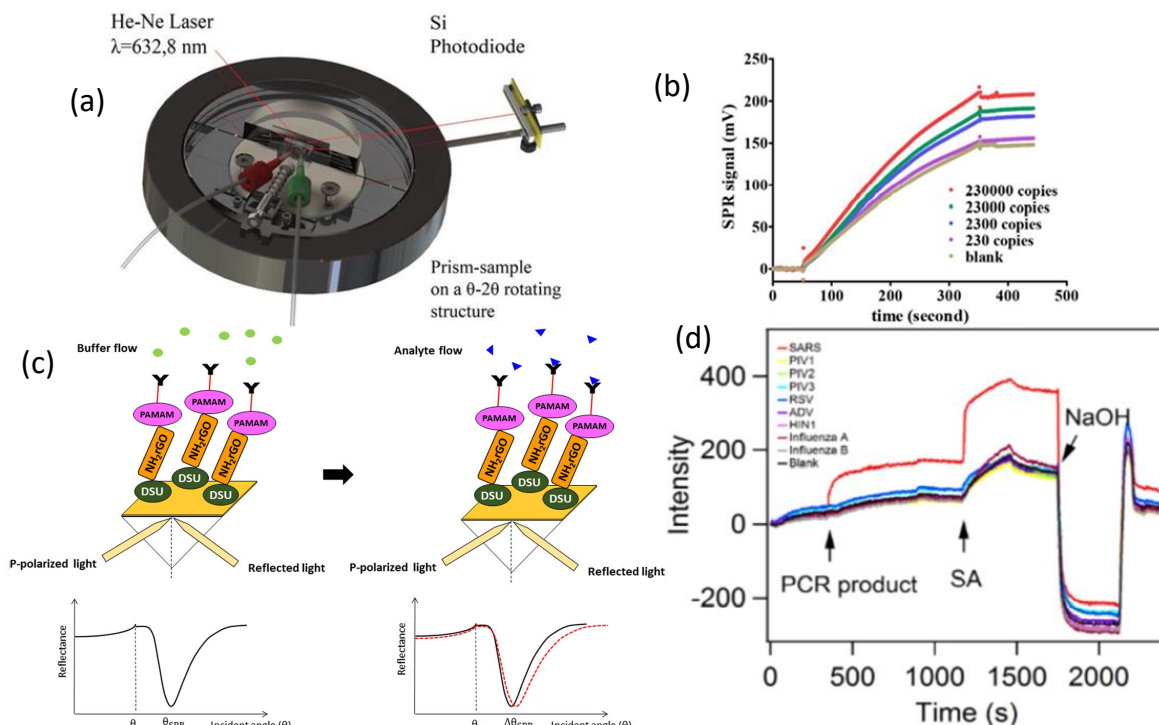 (a)
He-Ne Laser
λ=632,8 nm
Si
Photodiode
Prism-sample
on a θ-2θ rotating
structure
(b)
SPR signal (mV)
250
200
150
100
50
0
230000 copies
23000 copies
2300 copies
230 copies
blank
0
100
200
300
400
500
time (second)
(c)
Buffer flow
PAMAM
PAMAM
PAMAM
NH₂rGO
NH₂rGO
NH₂rGO
DSU
DSU
DSU
P-polarized light
Reflected light
Analyte flow
PAMAM
PAMAM
PAMAM
NH₂rGO
NH₂rGO
NH₂rGO
DSU
DSU
DSU
P-polarized light
Reflected light
Reflectance
θSPR
Incident angle (θ)
Reflectance
ΔθSPR
Incident angle (θ)
(d)
SARS
PIV1
PIV2
PIV3
RSV
ADV
HIN1
Influenza A
Influenza B
Blank
Intensity
400
200
0
-200
PCR product
SA
NaOH
0
500
1000
1500
2000
Time (s)